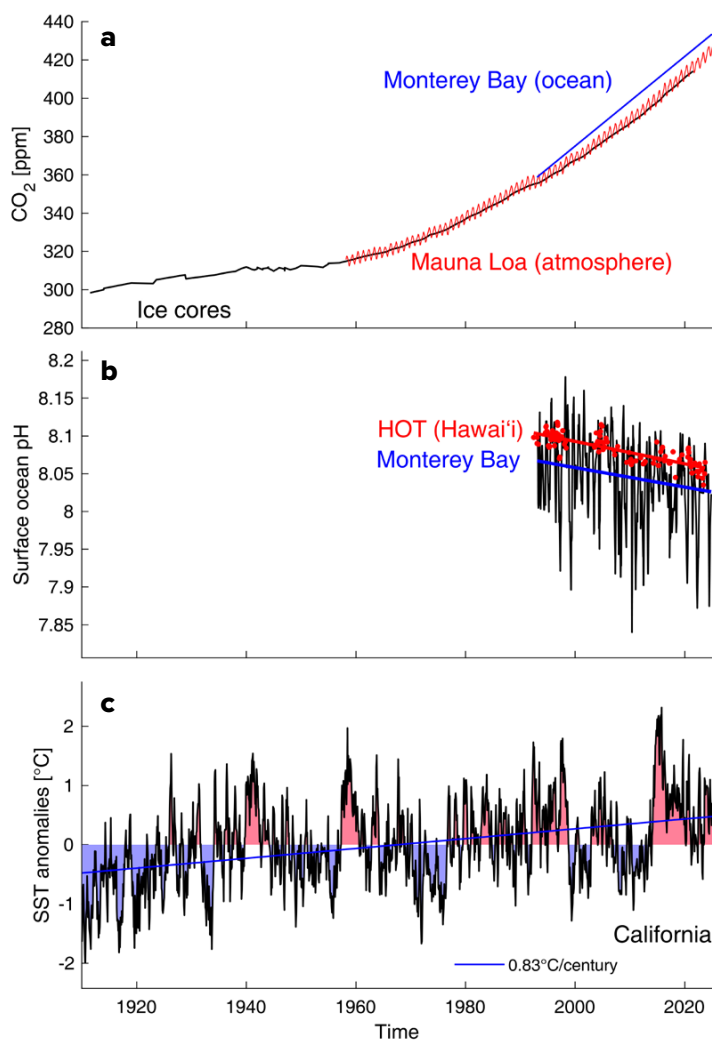 a
440
420
400
380
360
340
320
300
280
CO2 [ppm]
Monterey Bay (ocean)
Mauna Loa (atmosphere)
Ice cores
b
8.2
8.15
8.1
8.05
8
7.95
7.9
7.85
Surface ocean pH
HOT (Hawai‘i)
Monterey Bay
c
2
1
0
-1
-2
SST anomalies [°C]
California
0.83°C/century
1920 1940 1960 1980 2000 2020
Time